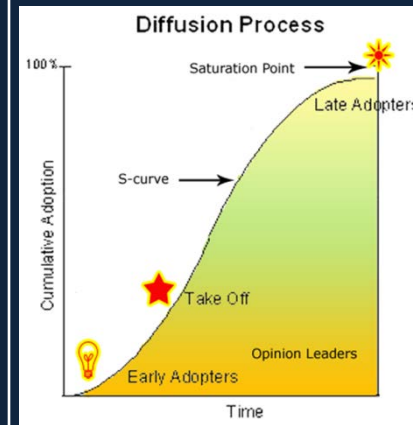 Diffusion Process
100%
Saturation Point
Late Adopters
S-curve
Cumulative Adoption
Take Off
Opinion Leaders
Early Adopters
Time